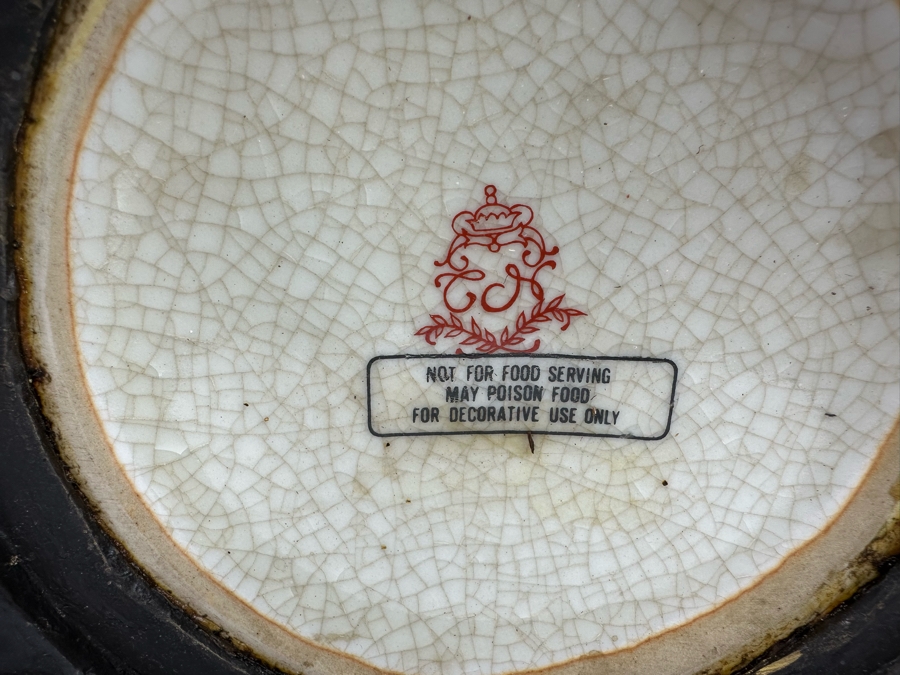 NOT FOR FOOD SERVING
MAY POISON FOOD
FOR DECORATIVE USE ONLY